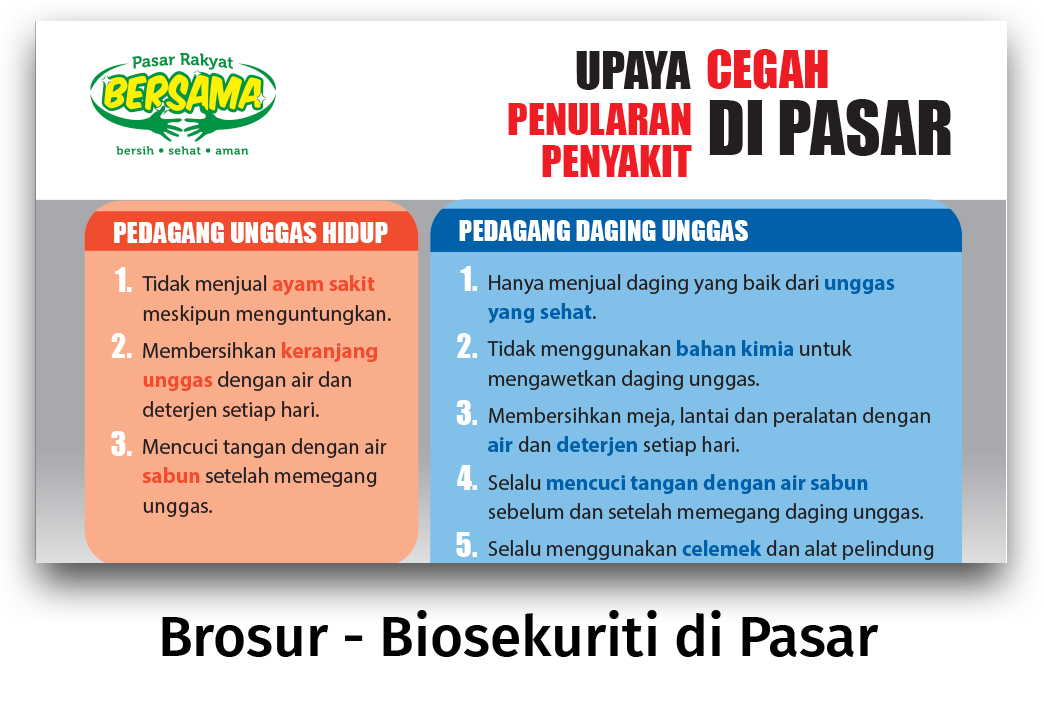 Pasar Rakyat
BERSAMA
bersih • sehat • aman
UPAYA CEGAH
PENULARAN
PENYAKIT
DI PASAR
PEDAGANG UNGGAS HIDUP
1. Tidak menjual ayam sakit
meskipun menguntungkan.
2. Membersihkan keranjang
unggas dengan air dan
deterjen setiap hari.
3. Mencuci tangan dengan air
sabun setelah memegang
unggas.
PEDAGANG DAGING UNGGAS
1. Hanya menjual daging yang baik dari unggas
yang sehat.
2. Tidak menggunakan bahan kimia untuk
mengawetkan daging unggas.
3. Membersihkan meja, lantai dan peralatan dengan
air dan deterjen setiap hari.
4. Selalu mencuci tangan dengan air sabun
sebelum dan setelah memegang daging unggas.
5. Selalu menggunakan celemek dan alat pelindung
Brosur - Biosekuriti di Pasar